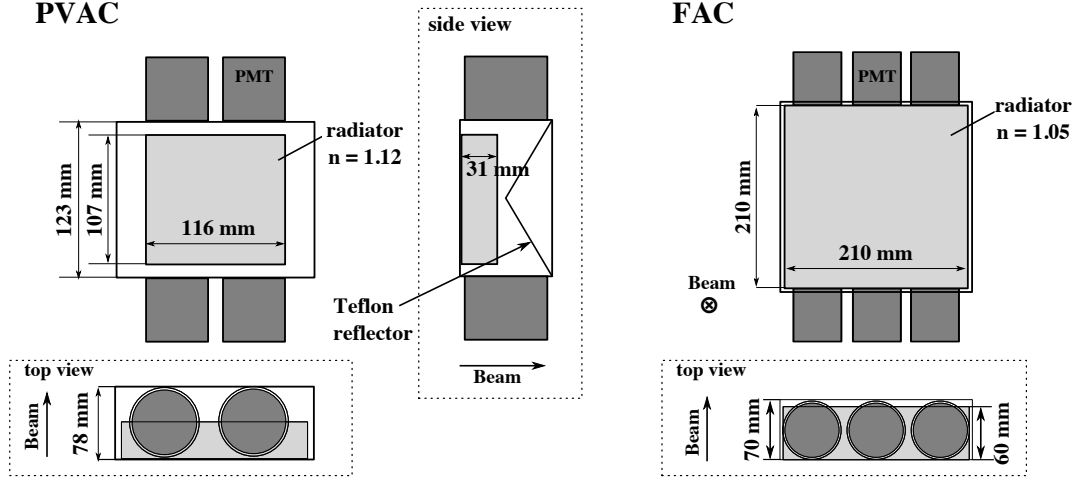 PVAC
PMT
radiator
n = 1.12
123 mm
107 mm
116 mm
side view
31 mm
Teflon
reflector
Beam
top view
Beam
78 mm
FAC
PMT
radiator
n = 1.05
210 mm
210 mm
Beam
top view
Beam
70 mm
60 mm